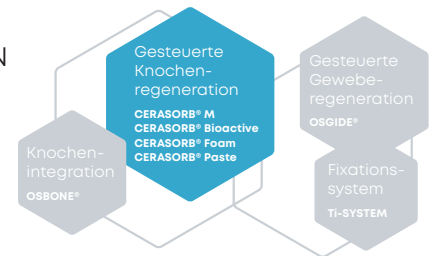 N
Gesteuerte
Knochen-
regeneration
CERASORB® M
CERASORB® Bioactive
CERASORB® Foam
CERASORB® Paste
Gesteuerte
Gewebe-
regeneration
OSGIDE®
Knochen-
integration
OSBONE®
Fixations-
system
Ti-SYSTEM